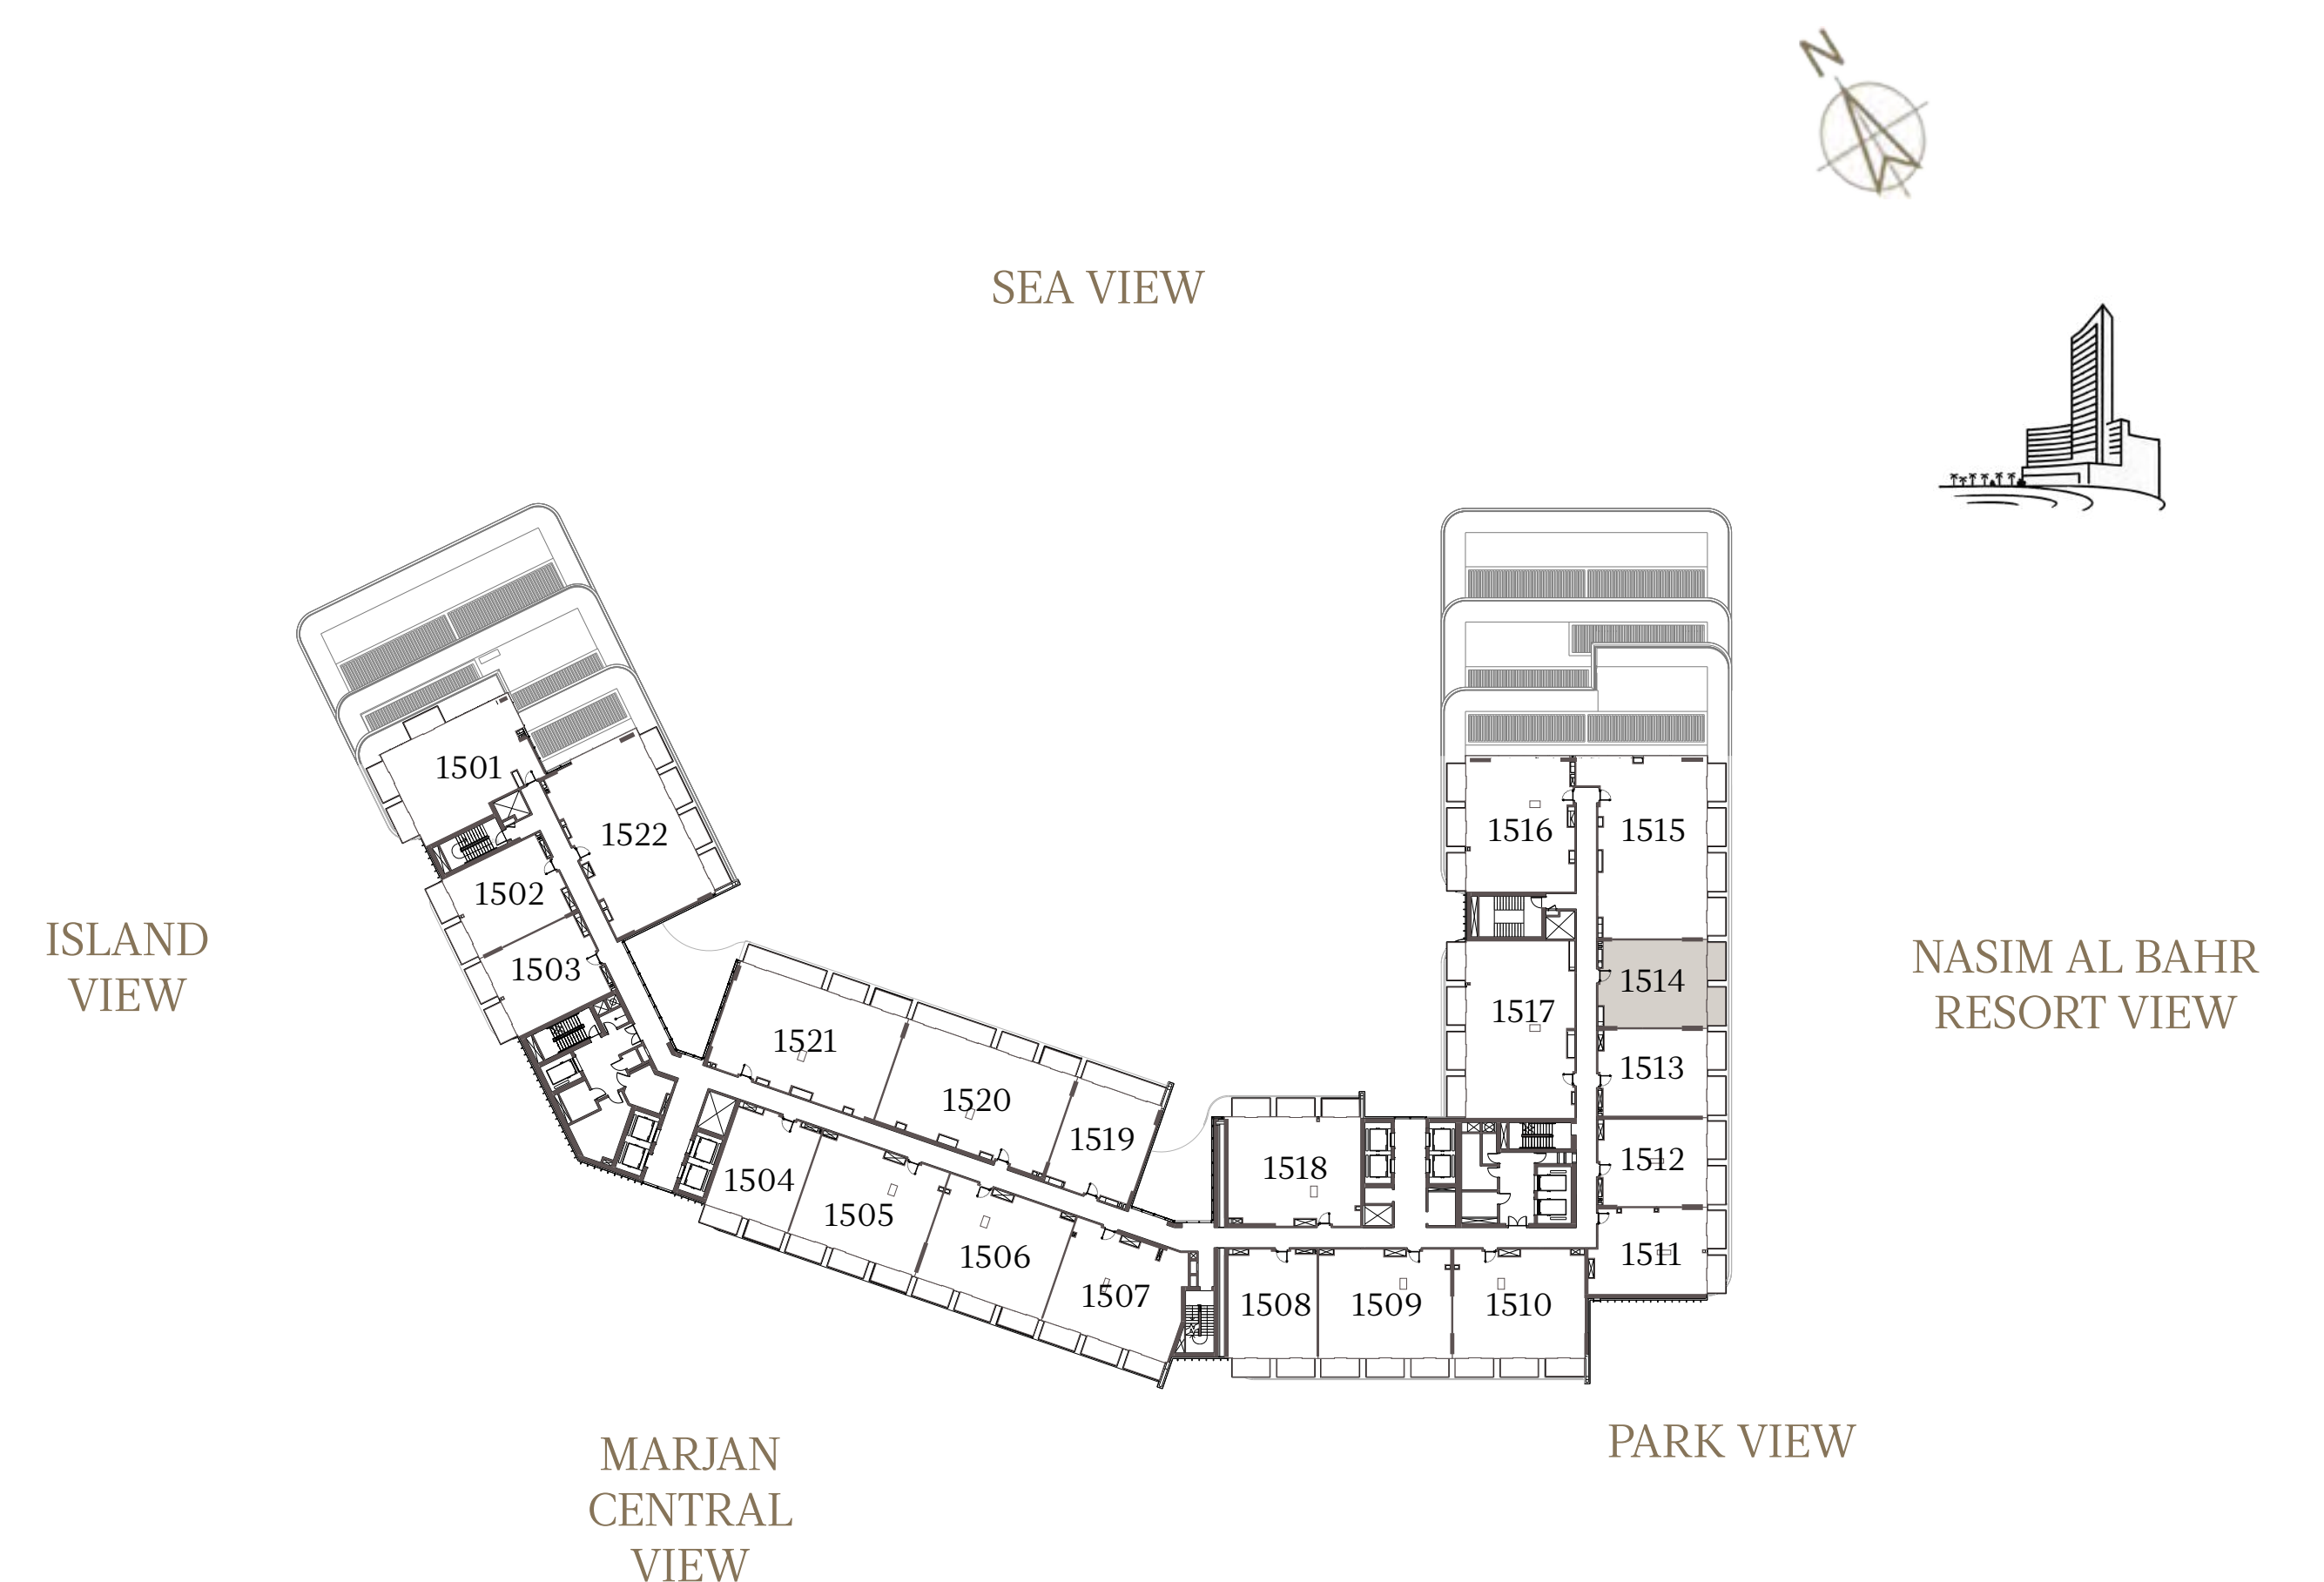 N
SEA VIEW
1501
1522
1502
1503
1516
1515
1514
1517
1513
1521
1520
1519
1518
1512
1504
1505
1506
1507
1508
1509
1510
1511
ISLAND
VIEW
NASIM AL BAHR
RESORT VIEW
MARJAN
CENTRAL
VIEW
PARK VIEW